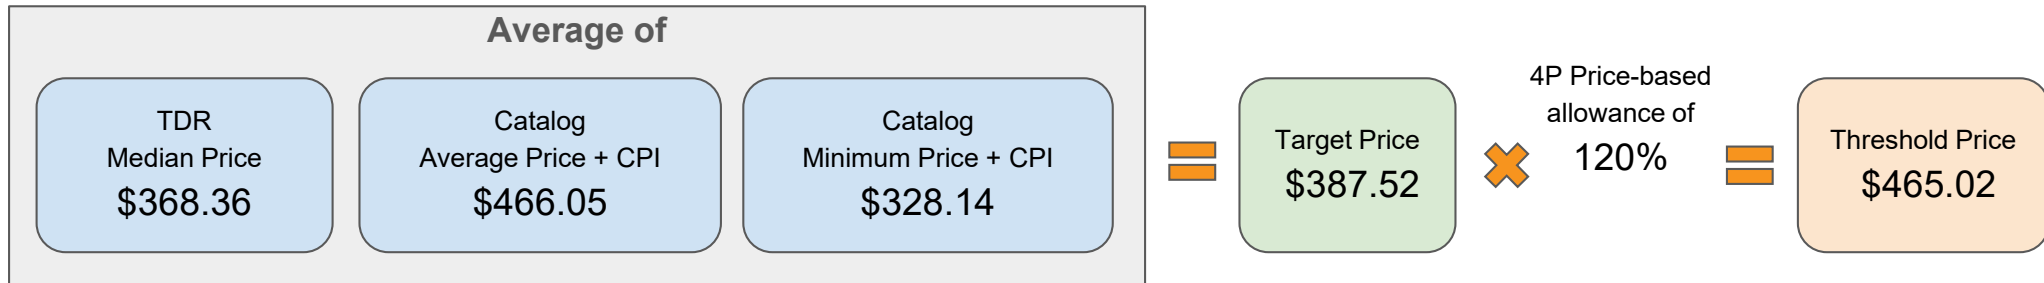 Average of
TDR
Median Price
$368.36
Catalog
Average Price + CPI
$466.05
Catalog
Minimum Price + CPI
$328.14
Target Price
$387.52
4P Price-based
allowance of
120%
Threshold Price
$465.02